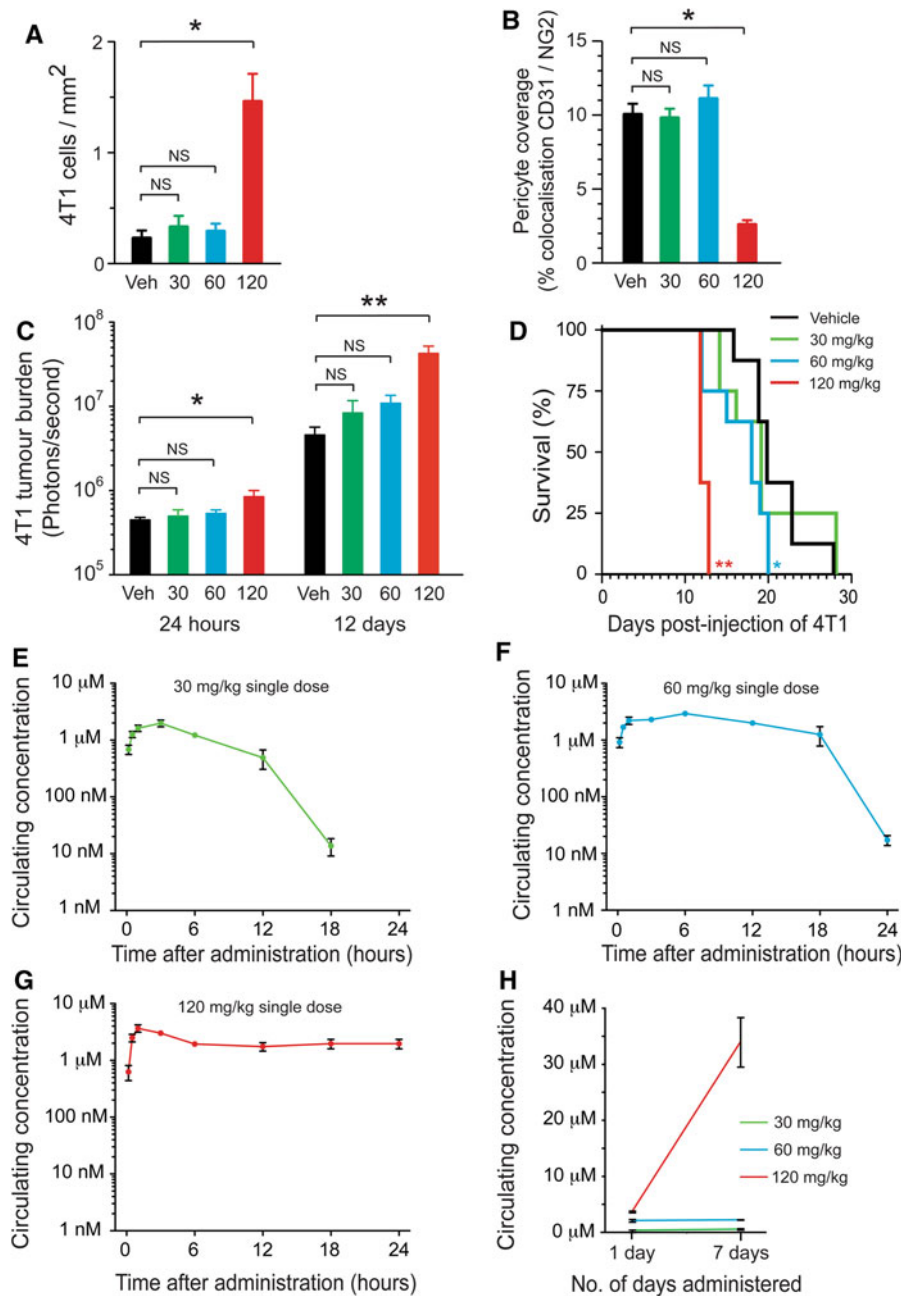 A
4T1 cells / mm2
2
1
0
*
NS
NS
Veh 30 60 120
B
Pericyte coverage
(% colocalisation CD31 / NG2)
15
10
5
0
*
NS
NS
Veh 30 60 120
C
4T1 tumour burden
(Photons/second)
10^8
10^7
10^6
10^5
*
NS
NS
**
NS
NS
Veh 30 60 120 Veh 30 60 120
24 hours 12 days
D
Survival (%)
100
75
50
25
0
Vehicle
30 mg/kg
60 mg/kg
120 mg/kg
** *
0 10 20 30
Days post-injection of 4T1
E
Circulating concentration
10 µM
1 µM
100 nM
10 nM
1 nM
30 mg/kg single dose
0 6 12 18 24
Time after administration (hours)
F
Circulating concentration
10 µM
1 µM
100 nM
10 nM
1 nM
60 mg/kg single dose
0 6 12 18 24
Time after administration (hours)
G
Circulating concentration
10 µM
1 µM
100 nM
10 nM
1 nM
120 mg/kg single dose
0 6 12 18 24
Time after administration (hours)
H
Circulating concentration
40 µM
30 µM
20 µM
10 µM
0 µM
30 mg/kg
60 mg/kg
120 mg/kg
1 day 7 days
No. of days administered